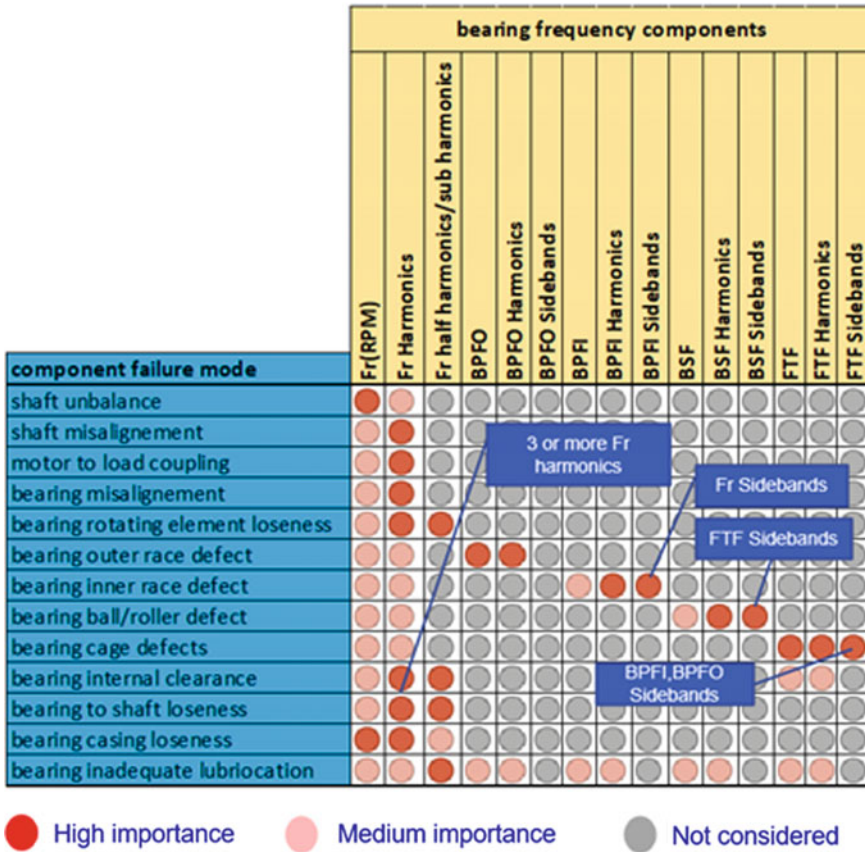 bearing frequency components
component failure mode
Fr(RPM)
Fr Harmonics
Fr half harmonics/sub harmonics
BPFO
BPFO Harmonics
BPFO Sidebands
BPFI
BPFI Harmonics
BPFI Sidebands
BSF
BSF Harmonics
BSF Sidebands
FTF
FTF Harmonics
FTF Sidebands
shaft unbalance
shaft misalignement
motor to load coupling
bearing misalignement
bearing rotating element loseness
bearing outer race defect
bearing inner race defect
bearing ball/roller defect
bearing cage defects
bearing internal clearance
bearing to shaft loseness
bearing casing loseness
bearing inadequate lubriocation
3 or more Fr
harmonics
Fr Sidebands
FTF Sidebands
BPFI,BPFO
Sidebands
High importance
Medium importance
Not considered